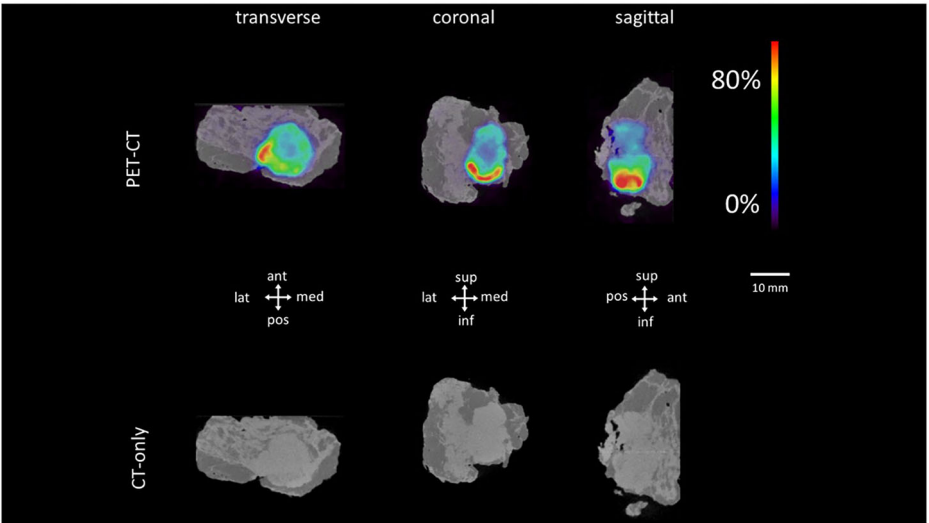 transverse
coronal
sagittal
PET-CT
80%
0%
ant
lat
med
pos
sup
lat
med
inf
sup
pos
ant
inf
10 mm
CT-only